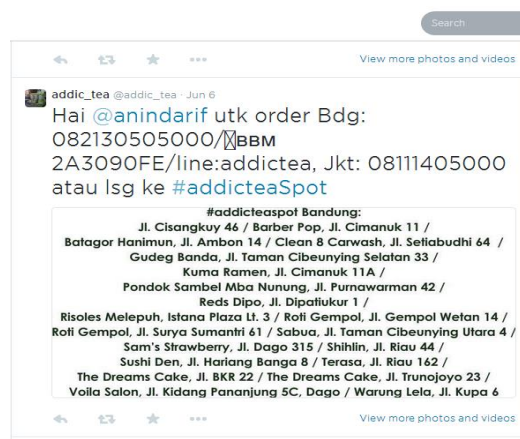 Search
View more photos and videos
addic_tea @addic_tea · Jun 6
Hai @anindarif utk order Bdg:
082130505000/BBM
2A3090FE/line:addictea, Jkt: 08111405000
atau lsg ke #addicteaSpot
#addicteaspot Bandung:
Jl. Cisangkuy 46 / Barber Pop, Jl. Cimanuk 11 /
Batagor Hanimun, Jl. Ambon 14 / Clean 8 Carwash, Jl. Setiabudhi 64 /
Gudeg Banda, Jl. Taman Cibeunying Selatan 33 /
Kuma Ramen, Jl. Cimanuk 11A /
Pondok Sambel Mba Nunung, Jl. Purnawarman 42 /
Reds Dipo, Jl. Dipatiukur 1 /
Risoles Melepuh, Istana Plaza Lt. 3 / Roti Gempol, Jl. Gempol Wetan 14 /
Roti Gempol, Jl. Surya Sumantri 61 / Sabua, Jl. Taman Cibeunying Utara 4 /
Sam's Strawberry, Jl. Dago 315 / Shihlin, Jl. Riau 44 /
Sushi Den, Jl. Hariang Banga 8 / Terasa, Jl. Riau 162 /
The Dreams Cake, Jl. BKR 22 / The Dreams Cake, Jl. Trunojoyo 23 /
Voila Salon, Jl. Kidang Pananjung 5C, Dago / Warung Lela, Jl. Kupa 6
View more photos and videos